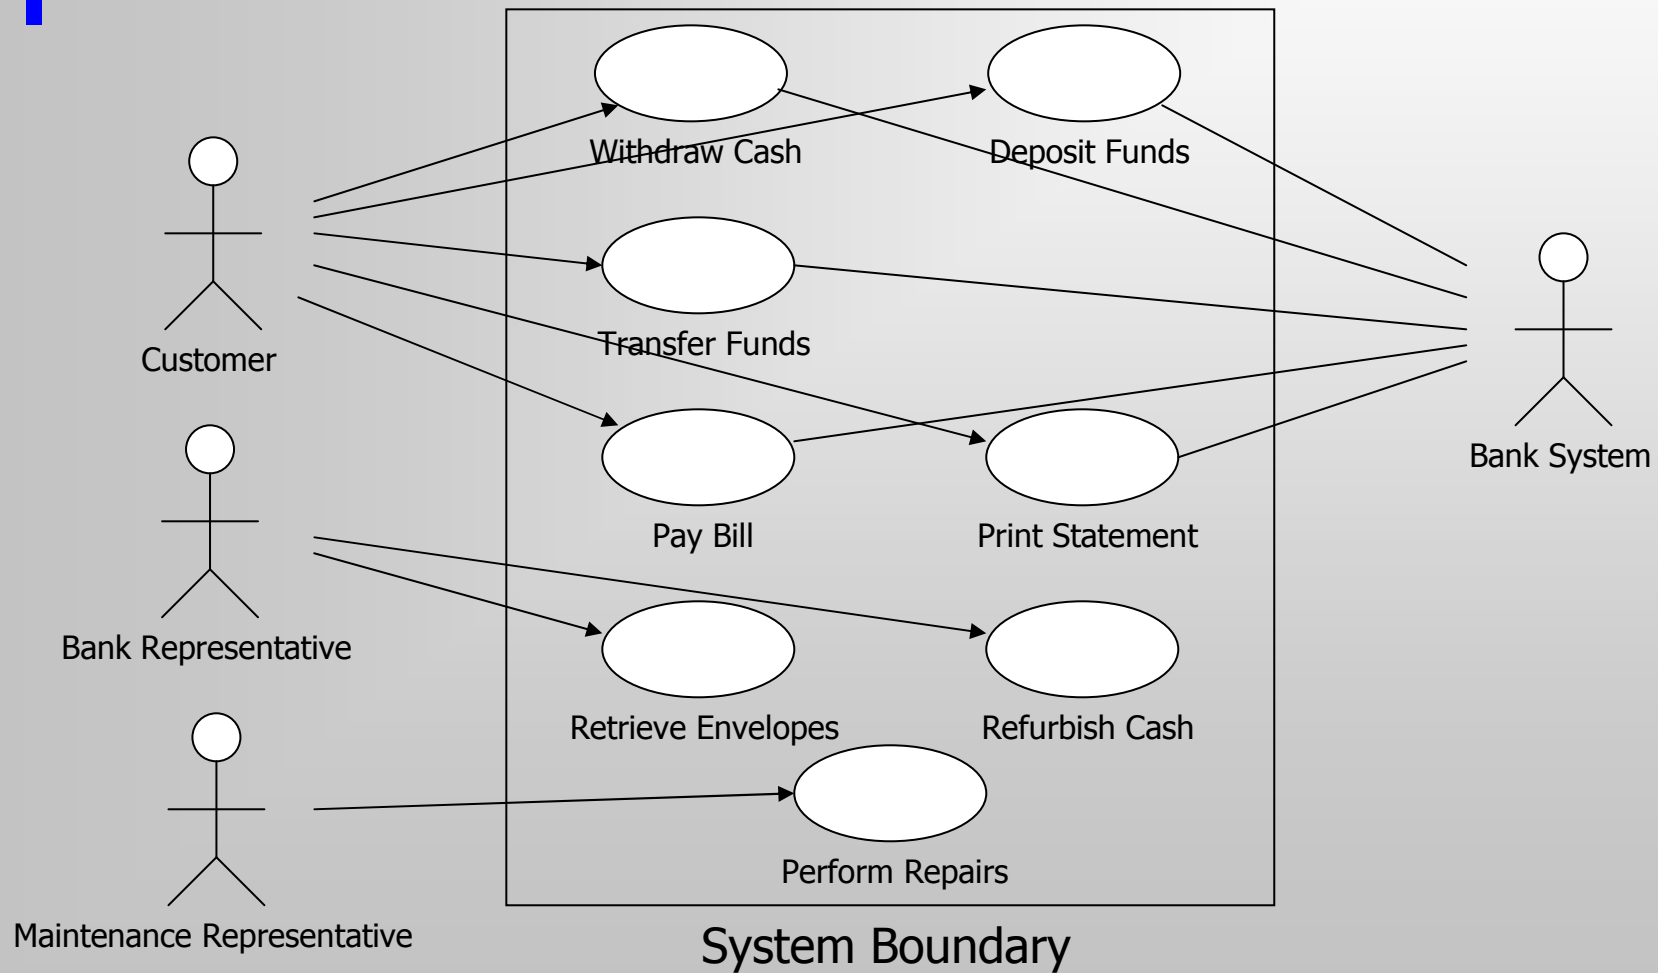 Withdraw Cash
Deposit Funds
Transfer Funds
Customer
Bank System
Pay Bill
Print Statement
Bank Representative
Retrieve Envelopes
Refurbish Cash
Perform Repairs
Maintenance Representative
System Boundary